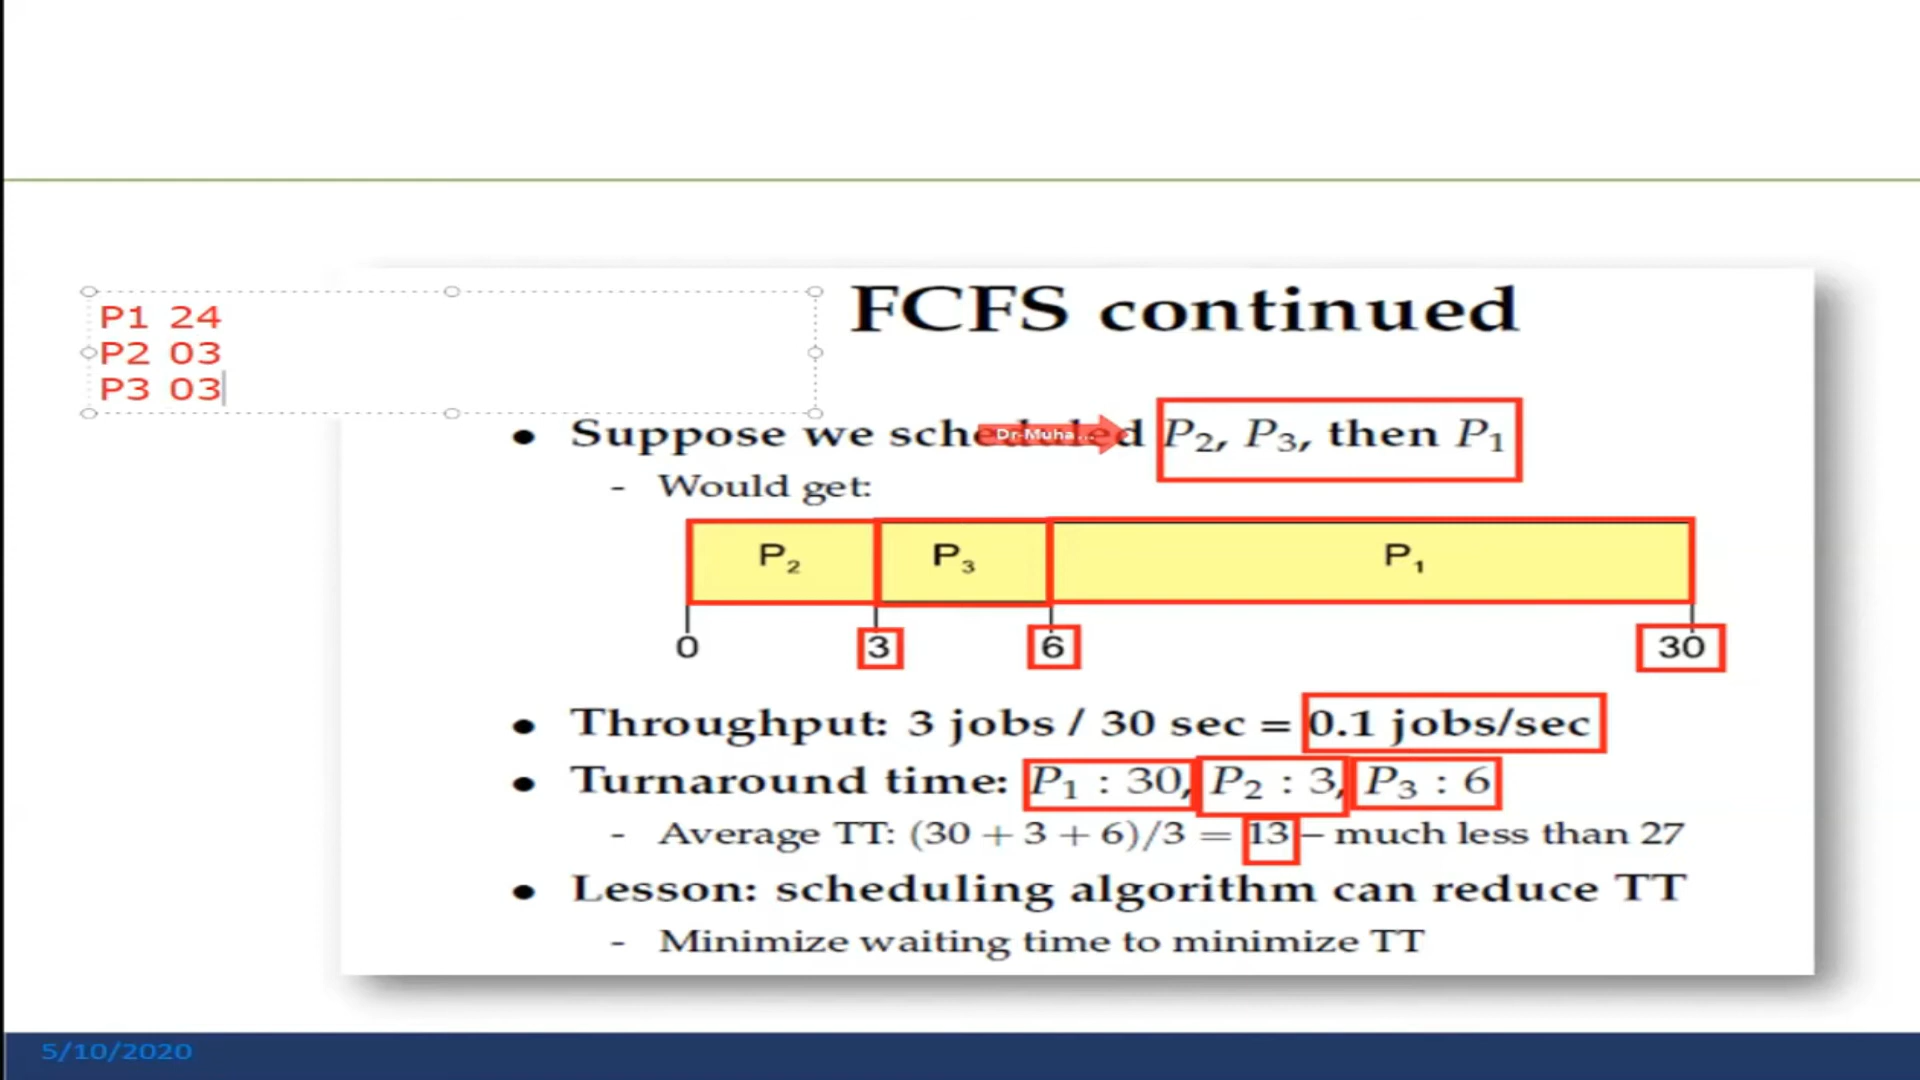 P1 24
P2 03
P3 03
FCFS continued
• Suppose we scheduled P₂, P₃, then P₁
Dr-Muha...
- Would get:
P₂ P₃ P₁
0 3 6 30
• Throughput: 3 jobs / 30 sec = 0.1 jobs/sec
• Turnaround time: P₁ : 30, P₂ : 3, P₃ : 6
- Average TT: (30 + 3 + 6)/3 = 13 – much less than 27
• Lesson: scheduling algorithm can reduce TT
- Minimize waiting time to minimize TT
5/10/2020